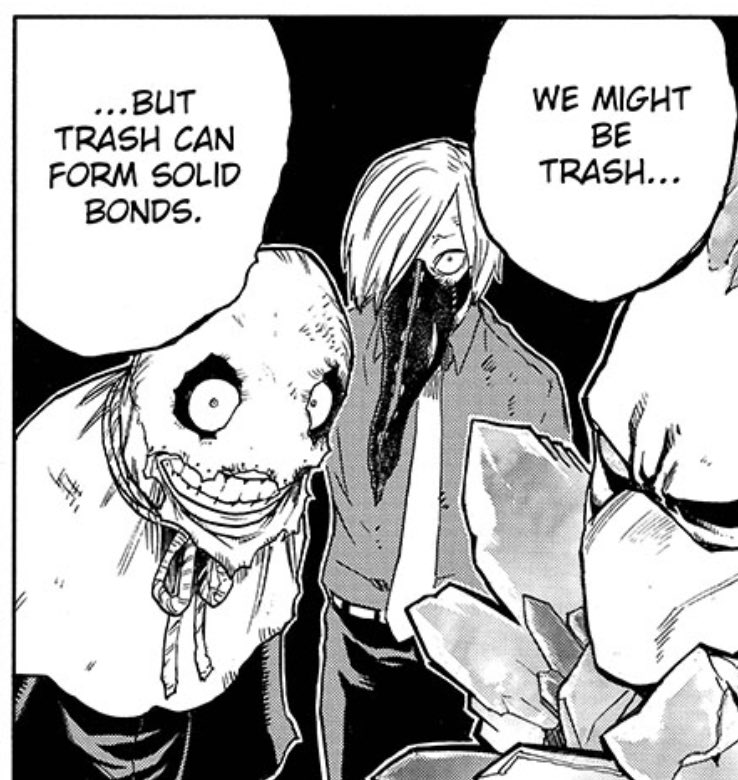 WE MIGHT
BE
TRASH...
...BUT
TRASH CAN
FORM SOLID
BONDS.